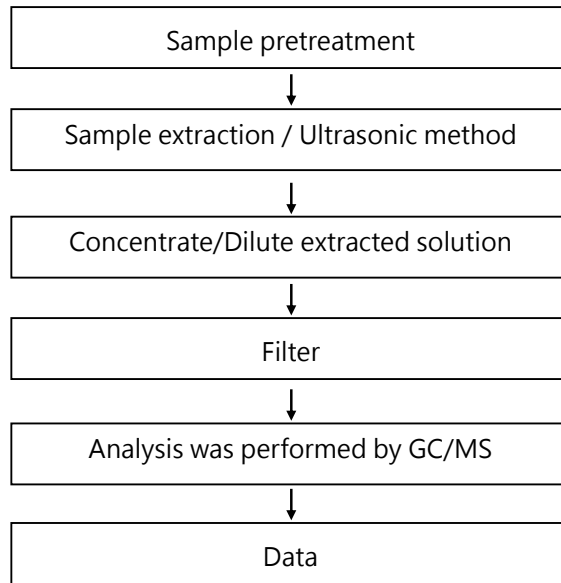 Sample pretreatment
Sample extraction / Ultrasonic method
Concentrate/Dilute extracted solution
Filter
Analysis was performed by GC/MS
Data